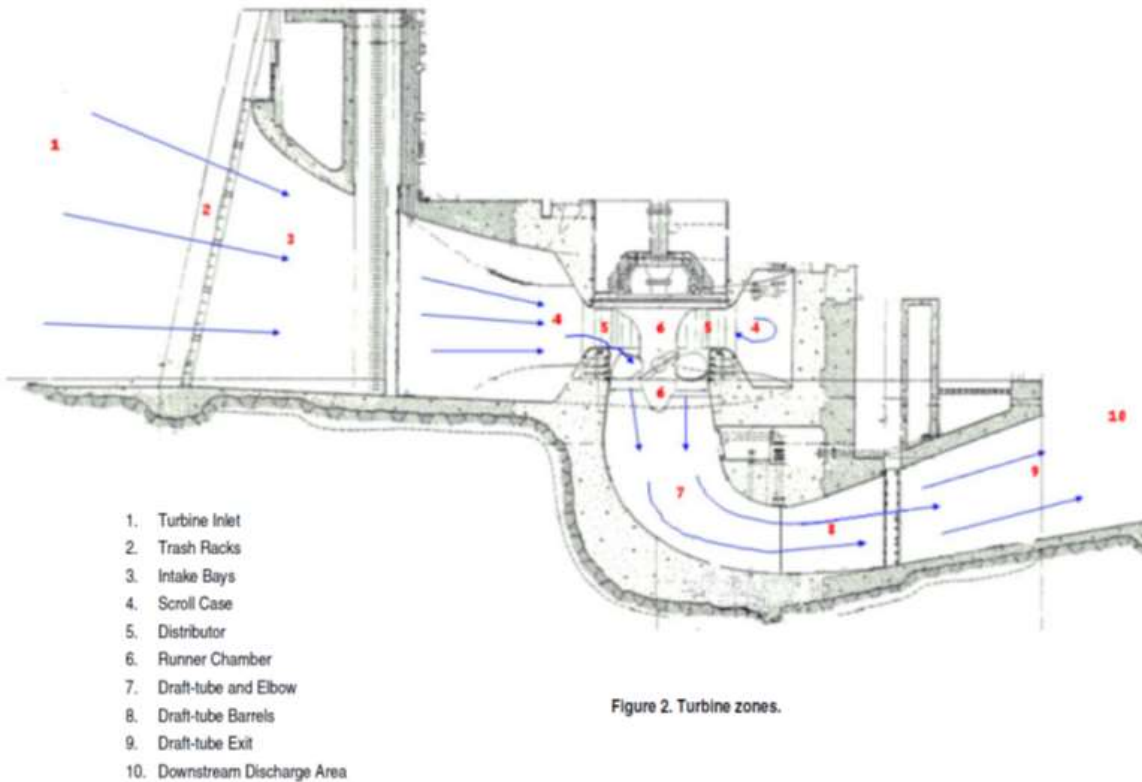 1
2
3
4
5
6
5
4
6
7
8
9
10
1. Turbine Inlet
2. Trash Racks
3. Intake Bays
4. Scroll Case
5. Distributor
6. Runner Chamber
7. Draft-tube and Elbow
8. Draft-tube Barrels
9. Draft-tube Exit
10. Downstream Discharge Area
Figure 2. Turbine zones.